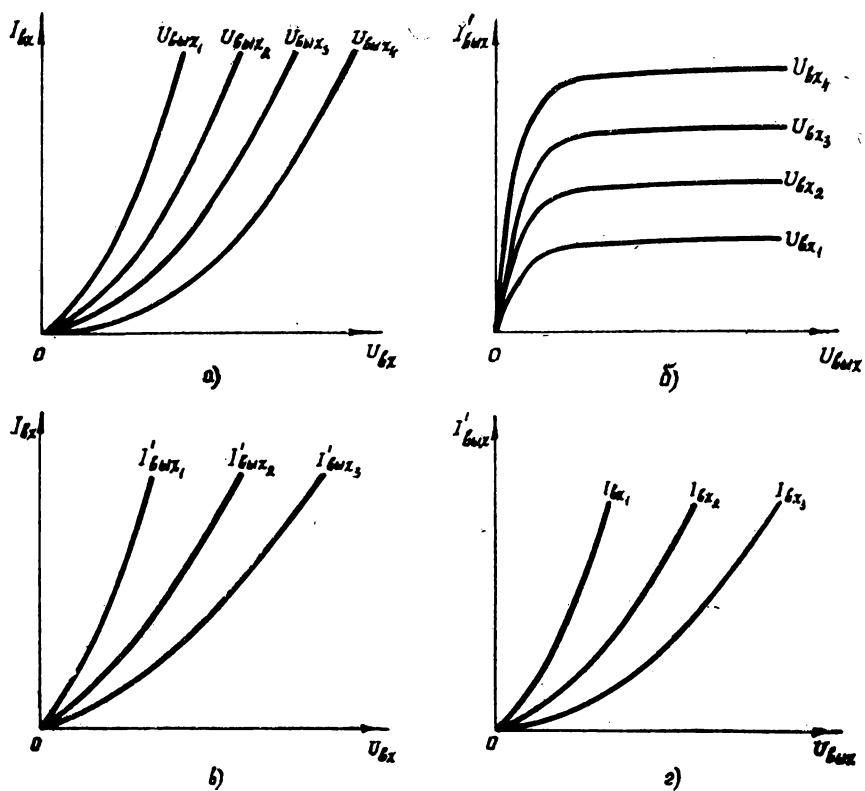 Iвх
Uвых1 Uвых2 Uвых3 Uвых4
0
Uвх
а)
I'вых
Uвх4
Uвх3
Uвх2
Uвх1
0
Uвых
б)
Iвх
I'вых1 I'вых2 I'вых3
0
Uвх
в)
I'вых
Iвх1 Iвх2 Iвх3
0
Uвых
г)